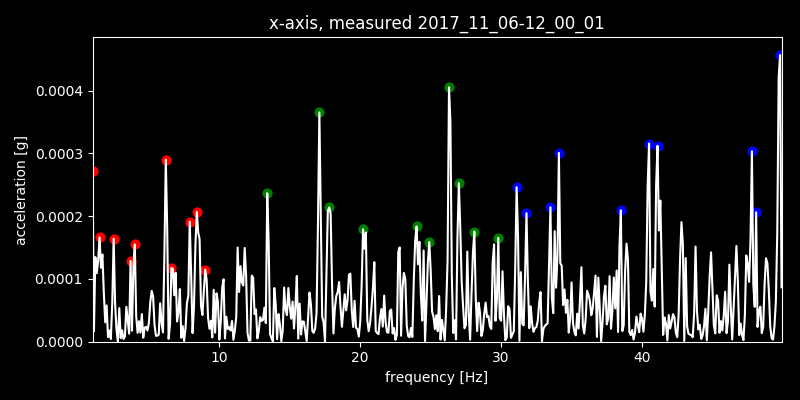 x-axis, measured 2017_11_06-12_00_01
0.0004
0.0003
0.0002
0.0001
0.0000
acceleration [g]
10 20 30 40
frequency [Hz]